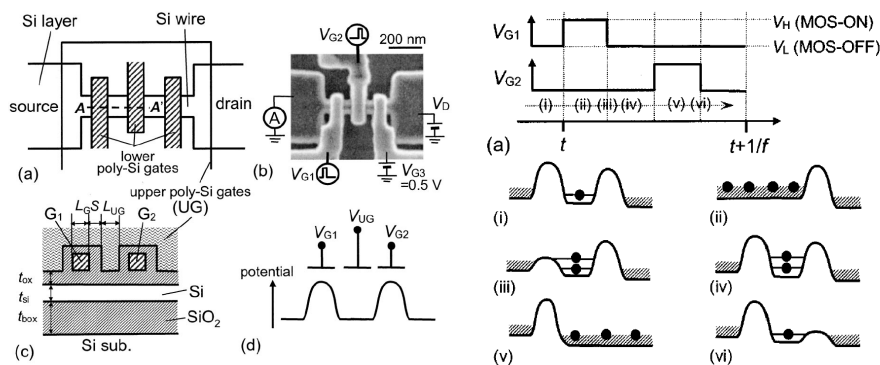 Si layer
Si wire
source
A
A'
drain
lower
poly-Si gates
(a)
upper poly-Si gates
(UG)
V_G2
200 nm
A
V_D
V_G1
V_G3
=0.5 V
(b)
L_G S L_UG
G_1
G_2
t_ox
t_si
t_box
Si
SiO_2
Si sub.
(c)
V_G1
V_UG
V_G2
potential
(d)
V_G1
V_H (MOS-ON)
V_L (MOS-OFF)
V_G2
(i) (ii) (iii) (iv) (v) (vi)
(a)
t
t+1/f
(i)
(ii)
(iii)
(iv)
(v)
(vi)